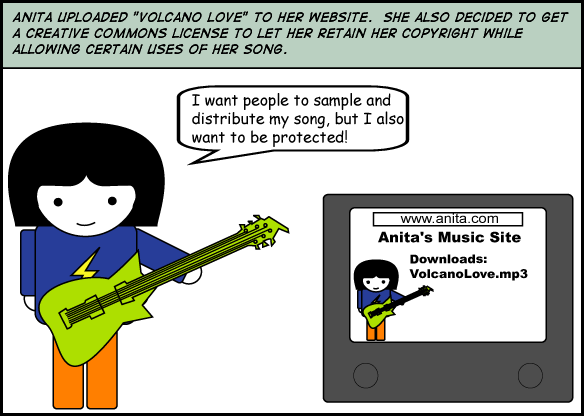 ANITA UPLOADED "VOLCANO LOVE" TO HER WEBSITE. SHE ALSO DECIDED TO GET
A CREATIVE COMMONS LICENSE TO LET HER RETAIN HER COPYRIGHT WHILE
ALLOWING CERTAIN USES OF HER SONG.
I want people to sample and
distribute my song, but I also
want to be protected!
www.anita.com
Anita's Music Site
Downloads:
VolcanoLove.mp3